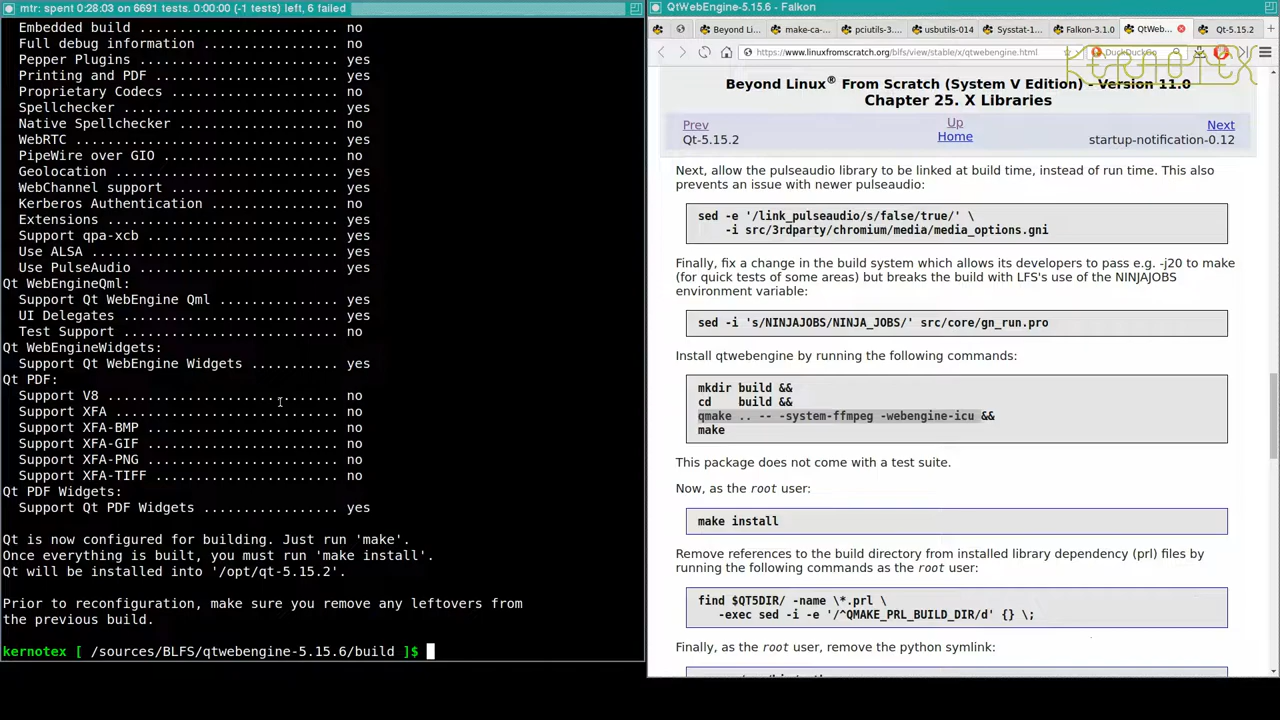 mtr: spent 0:28:03 on 6691 tests. 0:00:00 (-1 tests) left, 6 failed
Embedded build ....................... no
Full debug information ............... no
Pepper Plugins ....................... yes
Printing and PDF ..................... yes
Proprietary Codecs ................... no
Spellchecker ......................... yes
Native Spellchecker .................. no
WebRTC ............................... yes
PipeWire over GIO .................... no
Geolocation .......................... yes
WebChannel support ................... yes
Kerberos Authentication .............. no
Extensions ........................... yes
Support qpa-xcb ...................... yes
Use ALSA ............................. yes
Use PulseAudio ....................... yes
Qt WebEngineQml:
Support Qt WebEngine Qml ............. yes
UI Delegates ......................... yes
Test Support ......................... no
Qt WebEngineWidgets:
Support Qt WebEngine Widgets ......... yes
Qt PDF:
Support V8 ........................... no
Support XFA .......................... no
Support XFA-BMP ...................... no
Support XFA-GIF ...................... no
Support XFA-PNG ...................... no
Support XFA-TIFF ..................... no
Qt PDF Widgets:
Support Qt PDF Widgets ............... yes
Qt is now configured for building. Just run 'make'.
Once everything is built, you must run 'make install'.
Qt will be installed into '/opt/qt-5.15.2'.
Prior to reconfiguration, make sure you remove any leftovers from
the previous build.
kernotex [ /sources/BLFS/qtwebengine-5.15.6/build ]$
QtWebEngine-5.15.6 - Falkon
Beyond Li... make-ca-... pciutils-3.... usbutils-014 Sysstat-1... Falkon-3.1.0 QtWeb... Qt-5.15.2
https://www.linuxfromscratch.org/blfs/view/stable/x/qtwebengine.html DuckDuckGo
KERNOTEX
Beyond Linux® From Scratch (System V Edition) - Version 11.0
Chapter 25. X Libraries
Prev Up Next
Qt-5.15.2 Home startup-notification-0.12
Next, allow the pulseaudio library to be linked at build time, instead of run time. This also
prevents an issue with newer pulseaudio:
sed -e '/link_pulseaudio/s/false/true/' \
-i src/3rdparty/chromium/media/media_options.gni
Finally, fix a change in the build system which allows its developers to pass e.g. -j20 to make
(for quick tests of some areas) but breaks the build with LFS's use of the NINJAJOBS
environment variable:
sed -i 's/NINJAJOBS/NINJA_JOBS/' src/core/gn_run.pro
Install qtwebengine by running the following commands:
mkdir build &&
cd    build &&
qmake .. -- -system-ffmpeg -webengine-icu &&
make
This package does not come with a test suite.
Now, as the root user:
make install
Remove references to the build directory from installed library dependency (prl) files by
running the following commands as the root user:
find $QT5DIR/ -name \*.prl \
-exec sed -i -e '/^QMAKE_PRL_BUILD_DIR/d' {} \;
Finally, as the root user, remove the python symlink: